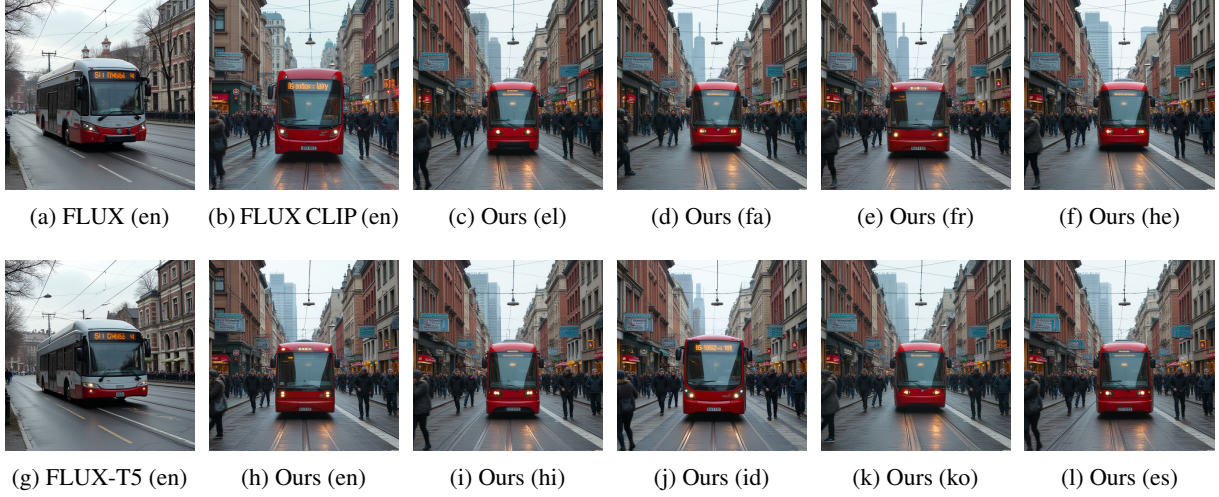 (a) FLUX (en)
(b) FLUX CLIP (en)
(c) Ours (el)
(d) Ours (fa)
(e) Ours (fr)
(f) Ours (he)
(g) FLUX-T5 (en)
(h) Ours (en)
(i) Ours (hi)
(j) Ours (id)
(k) Ours (ko)
(l) Ours (es)